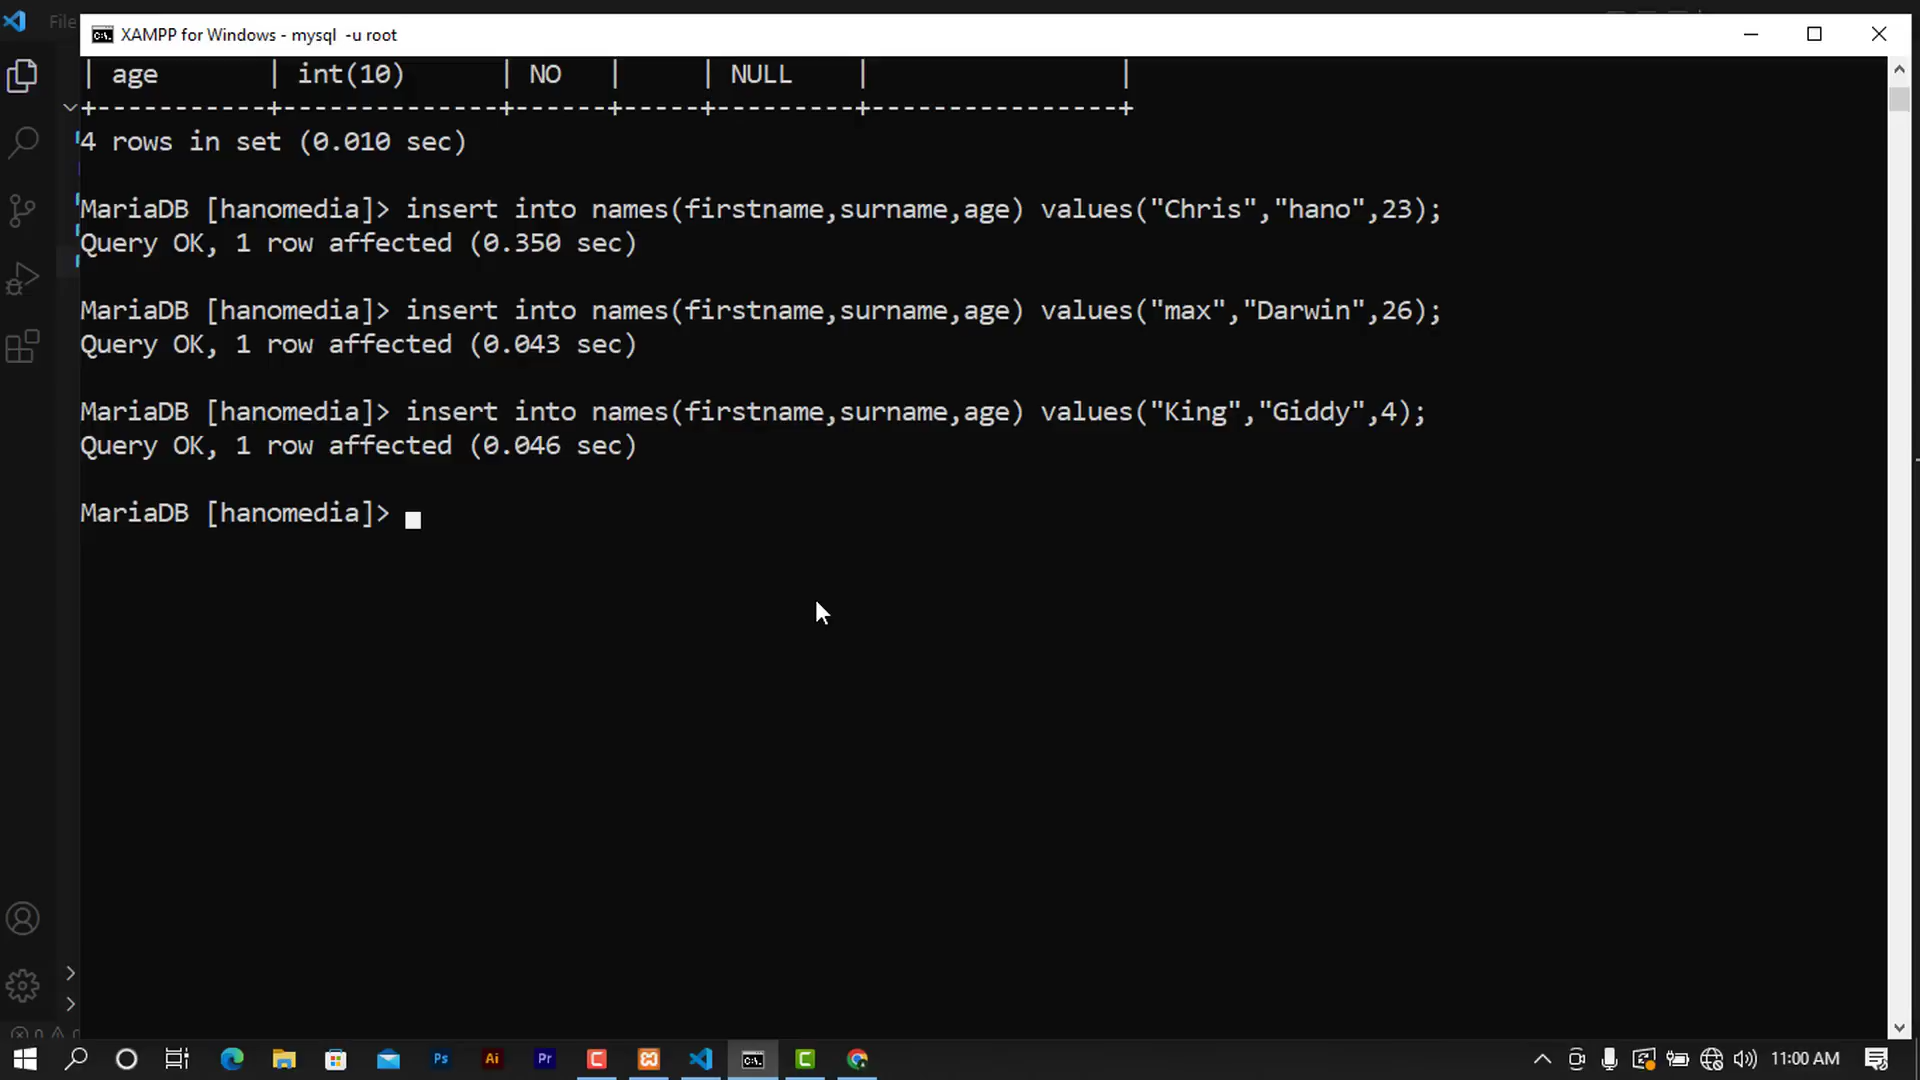 File
XAMPP for Windows - mysql  -u root
| age       | int(10)      | NO   |     | NULL    |                |
+-----------+--------------+------+-----+---------+----------------+
4 rows in set (0.010 sec)
MariaDB [hanomedia]> insert into names(firstname,surname,age) values("Chris","hano",23);
Query OK, 1 row affected (0.350 sec)
MariaDB [hanomedia]> insert into names(firstname,surname,age) values("max","Darwin",26);
Query OK, 1 row affected (0.043 sec)
MariaDB [hanomedia]> insert into names(firstname,surname,age) values("King","Giddy",4);
Query OK, 1 row affected (0.046 sec)
MariaDB [hanomedia]>
Ps Ai Pr 11:00 AM